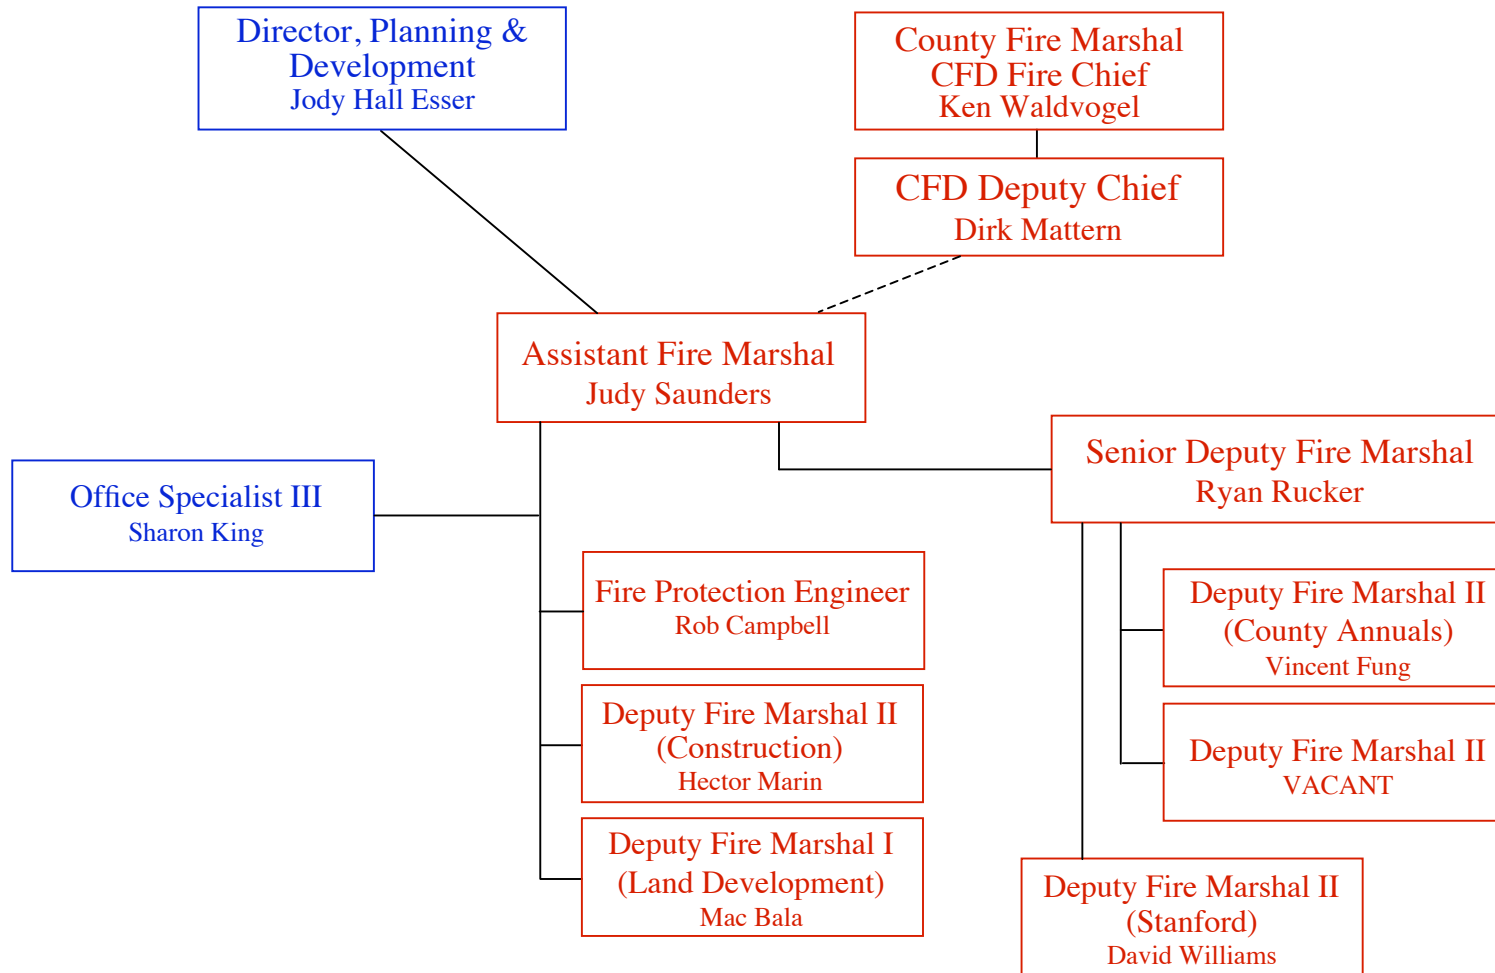 Director, Planning &
Development
Jody Hall Esser
County Fire Marshal
CFD Fire Chief
Ken Waldvogel
CFD Deputy Chief
Dirk Mattern
Assistant Fire Marshal
Judy Saunders
Office Specialist III
Sharon King
Senior Deputy Fire Marshal
Ryan Rucker
Fire Protection Engineer
Rob Campbell
Deputy Fire Marshal II
(Construction)
Hector Marin
Deputy Fire Marshal I
(Land Development)
Mac Bala
Deputy Fire Marshal II
(County Annuals)
Vincent Fung
Deputy Fire Marshal II
VACANT
Deputy Fire Marshal II
(Stanford)
David Williams